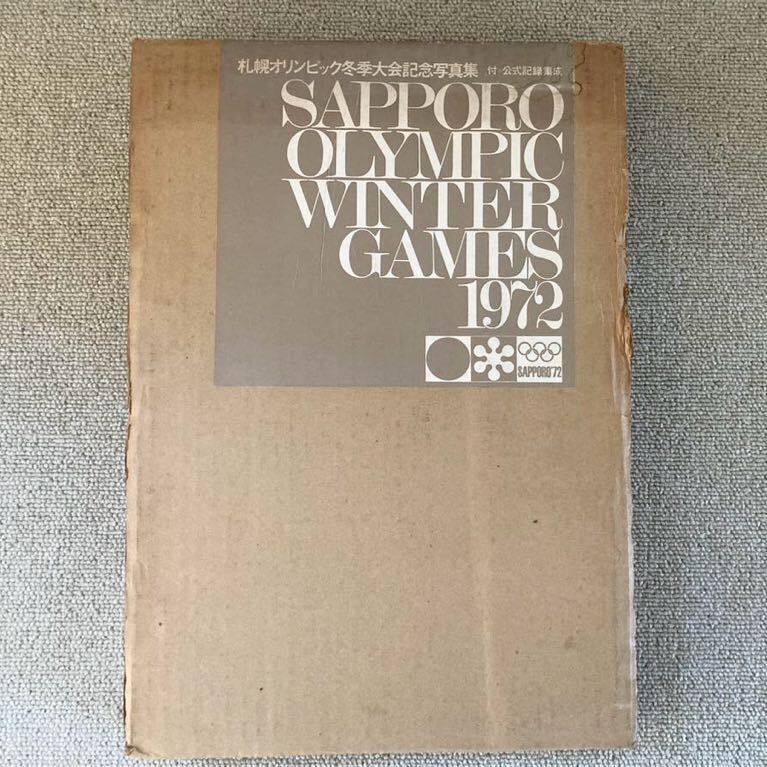 札幌オリンピック冬季大会記念写真集 付・公式記録集成
SAPPORO
OLYMPIC
WINTER
GAMES
1972
SAPPORO'72